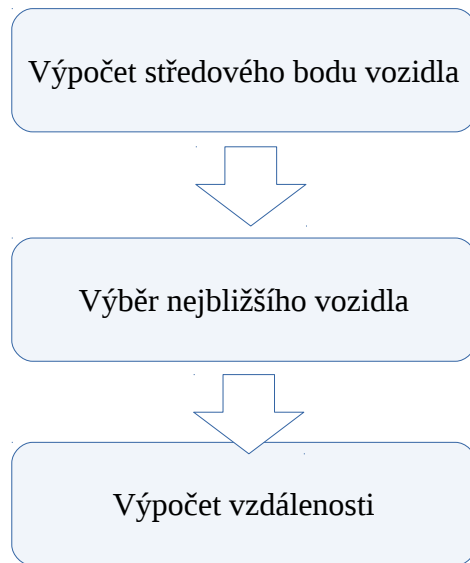 Výpočet středového bodu vozidla
Výběr nejbližšího vozidla
Výpočet vzdálenosti